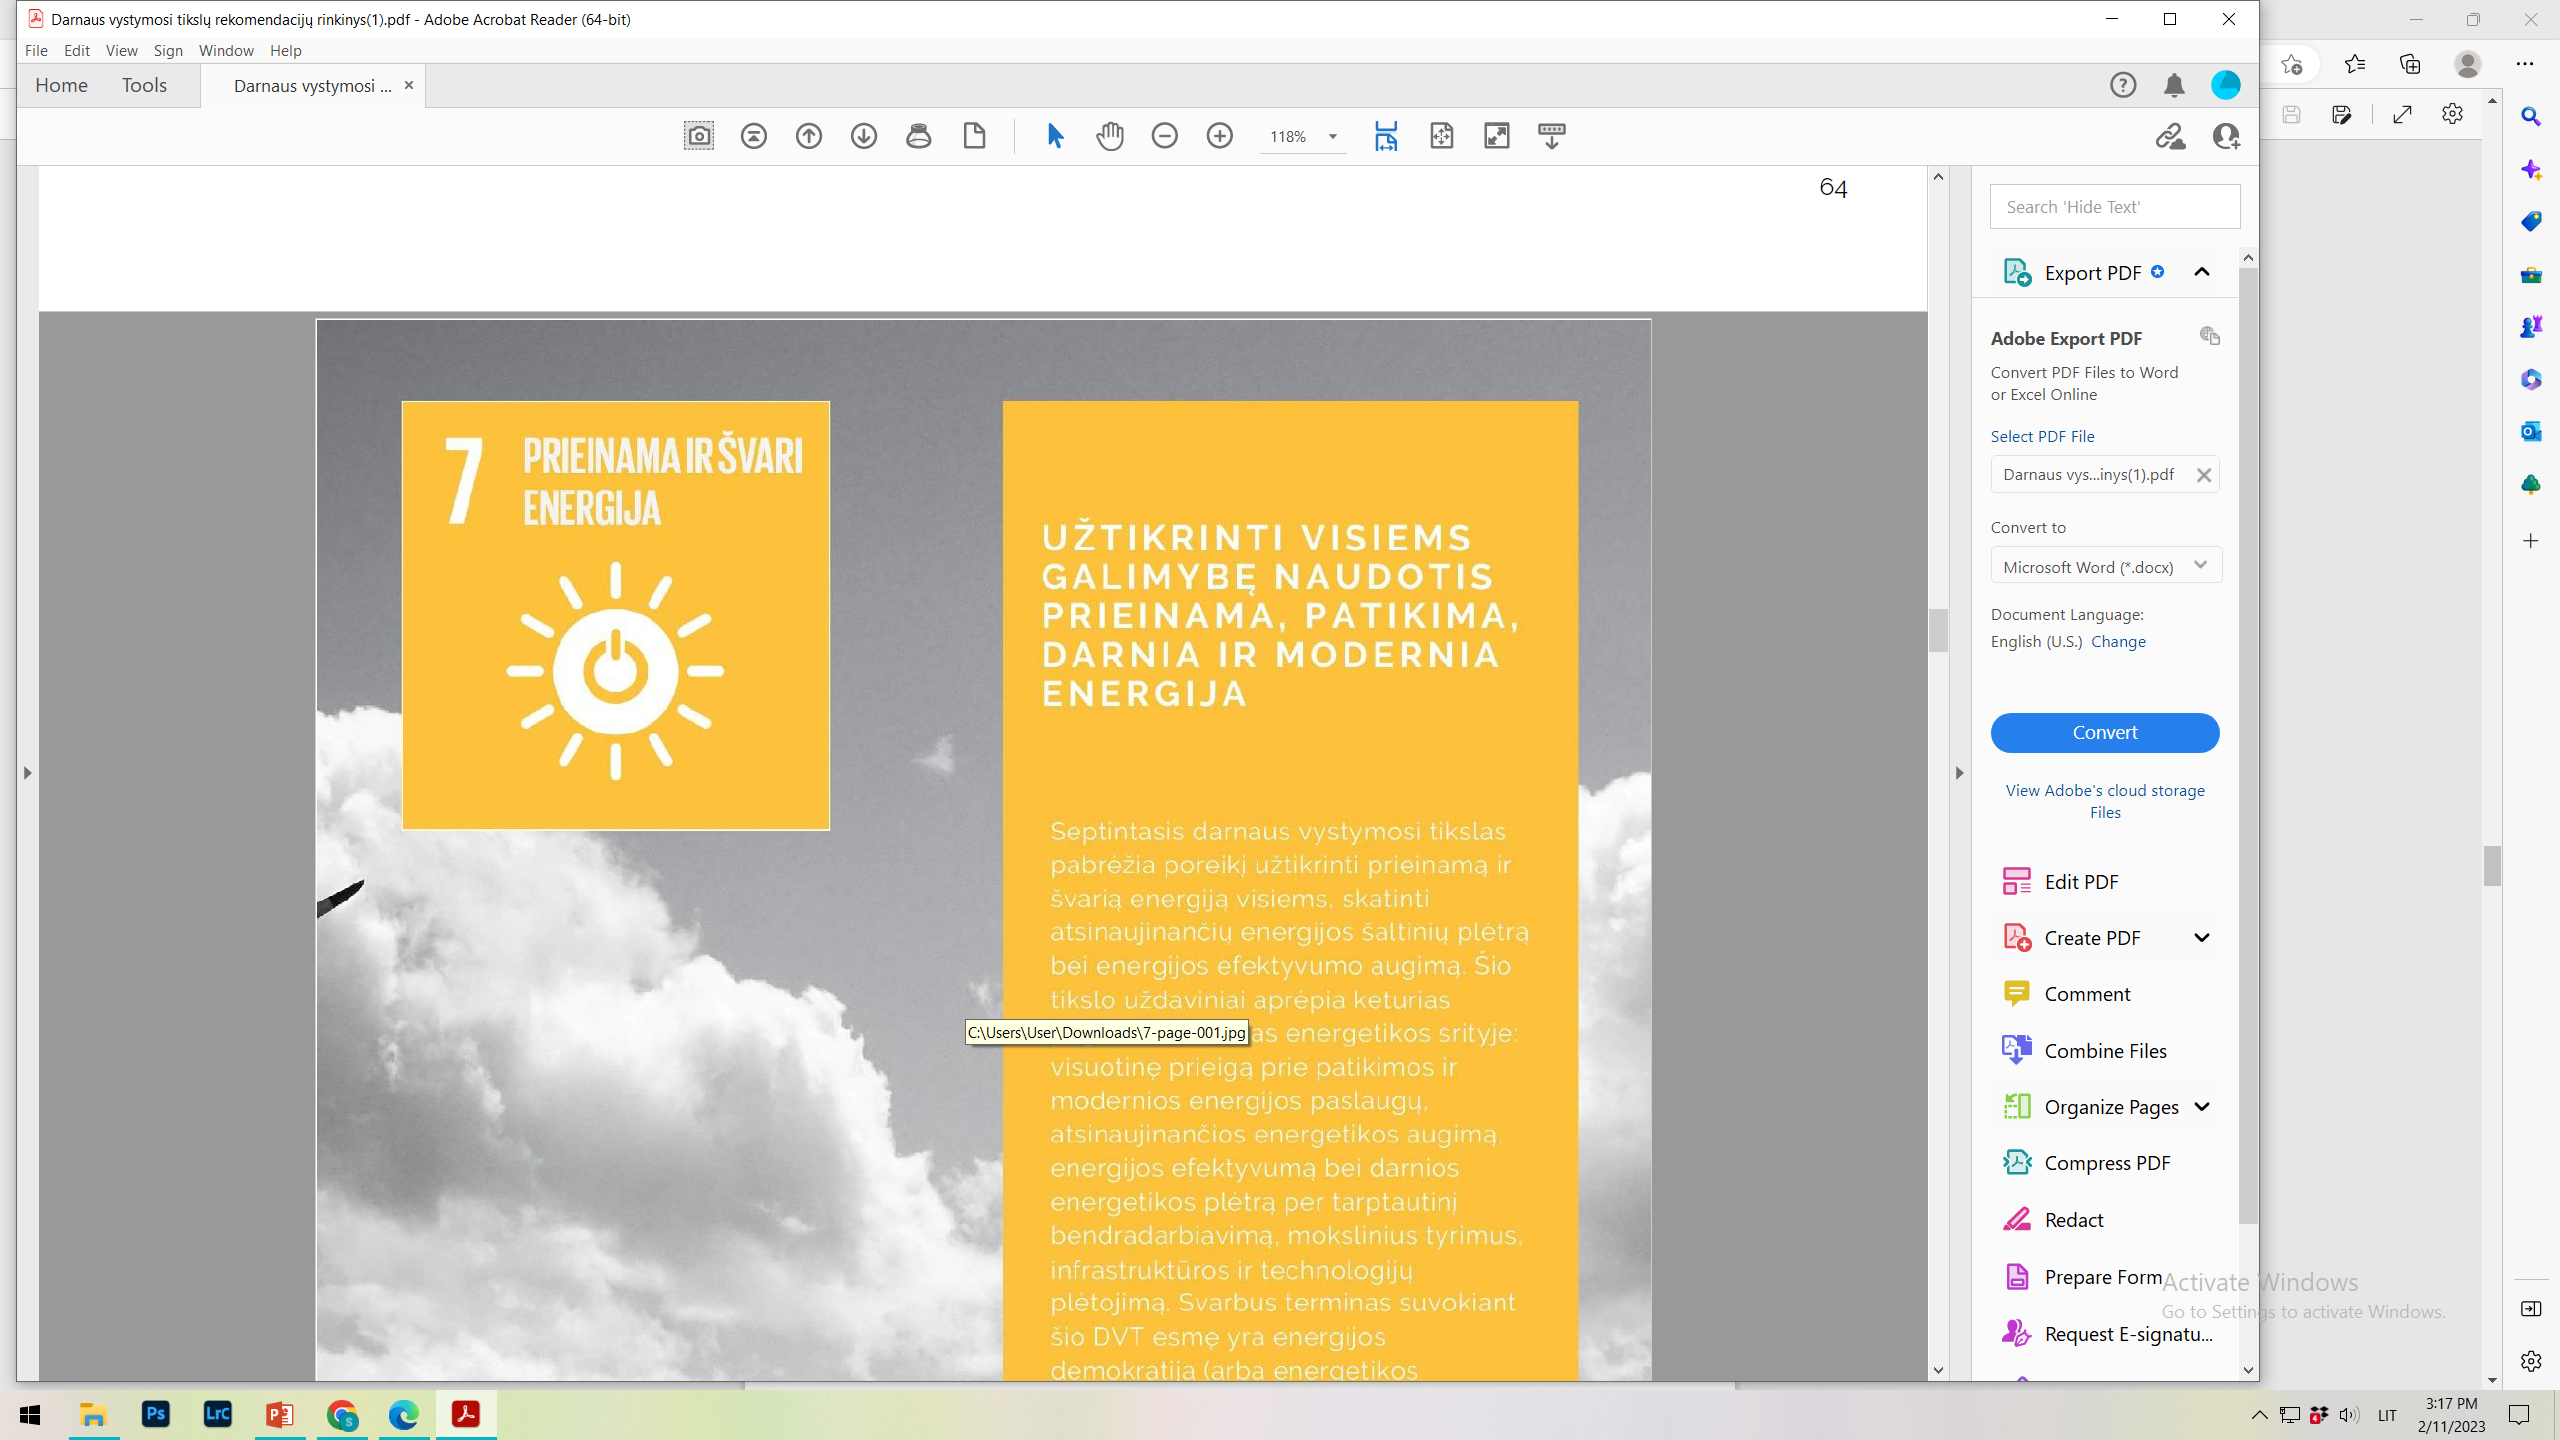 Darnaus vystymosi tikslų rekomendacijų rinkinys(1).pdf - Adobe Acrobat Reader (64-bit)
File Edit View Sign Window Help
Home Tools Darnaus vystymosi ...
118%
64
7 PRIEINAMA IR ŠVARI
ENERGIJA
UŽTIKRINTI VISIEMS
GALIMYBĘ NAUDOTIS
PRIEINAMA, PATIKIMA,
DARNIA IR MODERNIA
ENERGIJA
Septintasis darnaus vystymosi tikslas
pabrėžia poreikį užtikrinti prieinamą ir
švarią energiją visiems, skatinti
atsinaujinančių energijos šaltinių plėtrą
bei energijos efektyvumo augimą. Šio
tikslo uždaviniai aprėpia keturias
C:\Users\User\Downloads\7-page-001.jpg
as energetikos srityje:
visuotinę prieigą prie patikimos ir
modernios energijos paslaugų,
atsinaujinančios energetikos augimą,
energijos efektyvumą bei darnios
energetikos plėtrą per tarptautinį
bendradarbiavimą, mokslinius tyrimus,
infrastruktūros ir technologijų
plėtojimą. Svarbus terminas suvokiant
šio DVT esmę yra energijos
demokratija (arba energetikos
Search 'Hide Text'
Export PDF
Adobe Export PDF
Convert PDF Files to Word
or Excel Online
Select PDF File
Darnaus vys...inys(1).pdf
Convert to
Microsoft Word (*.docx)
Document Language:
English (U.S.) Change
Convert
View Adobe's cloud storage
Files
Edit PDF
Create PDF
Comment
Combine Files
Organize Pages
Compress PDF
Redact
Prepare Form
Request E-signatu...
Activate Windows
Go to Settings to activate Windows.
Ps
LrC
S
4
LIT
3:17 PM
2/11/2023